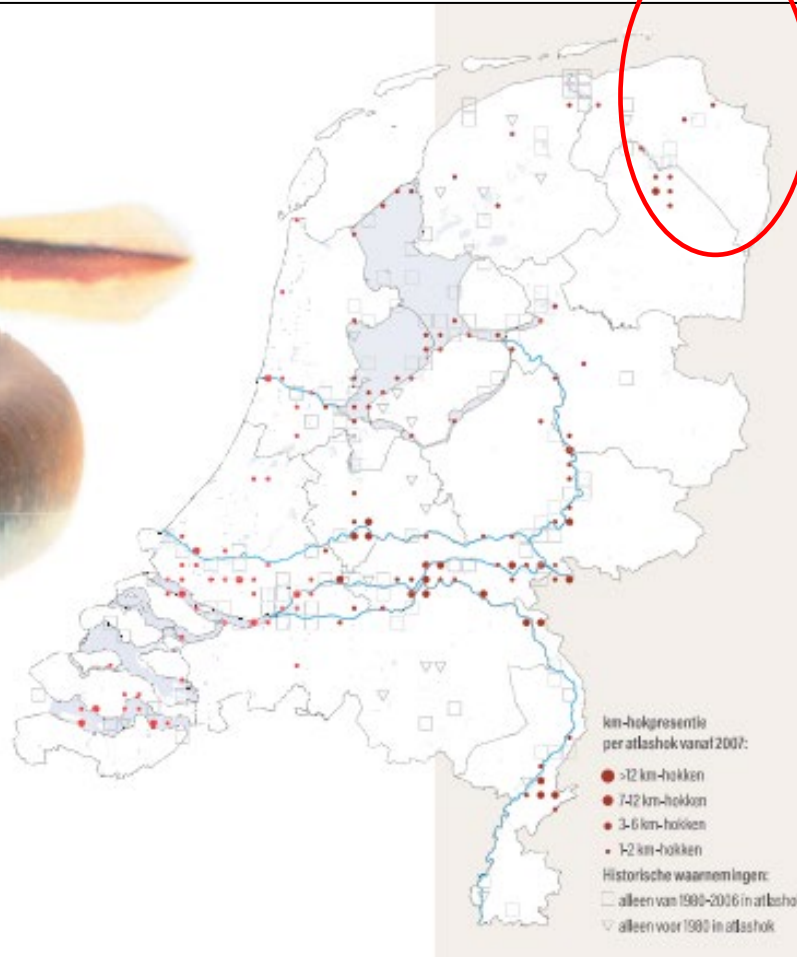 km-hokpresentie
per atlashok vanaf 2007:
>12 km-hokken
7-12 km-hokken
3-6 km-hokken
1-2 km-hokken
Historische waarnemingen:
alleen van 1980-2006 in atlasho
alleen voor 1980 in atlashok